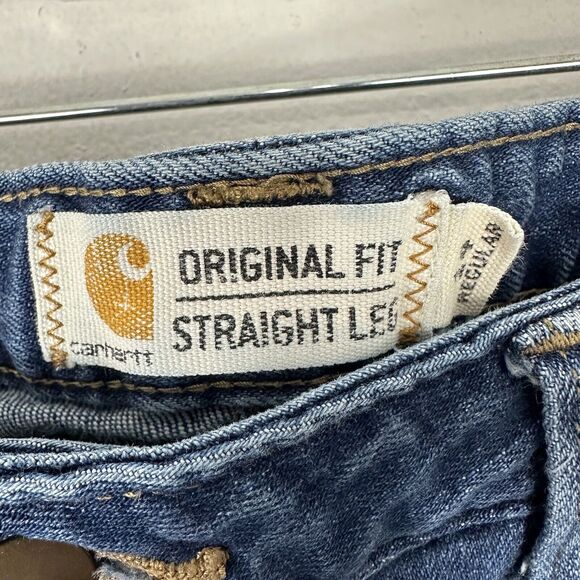 carhartt
ORIGINAL FIT
STRAIGHT LEG
REGULAR